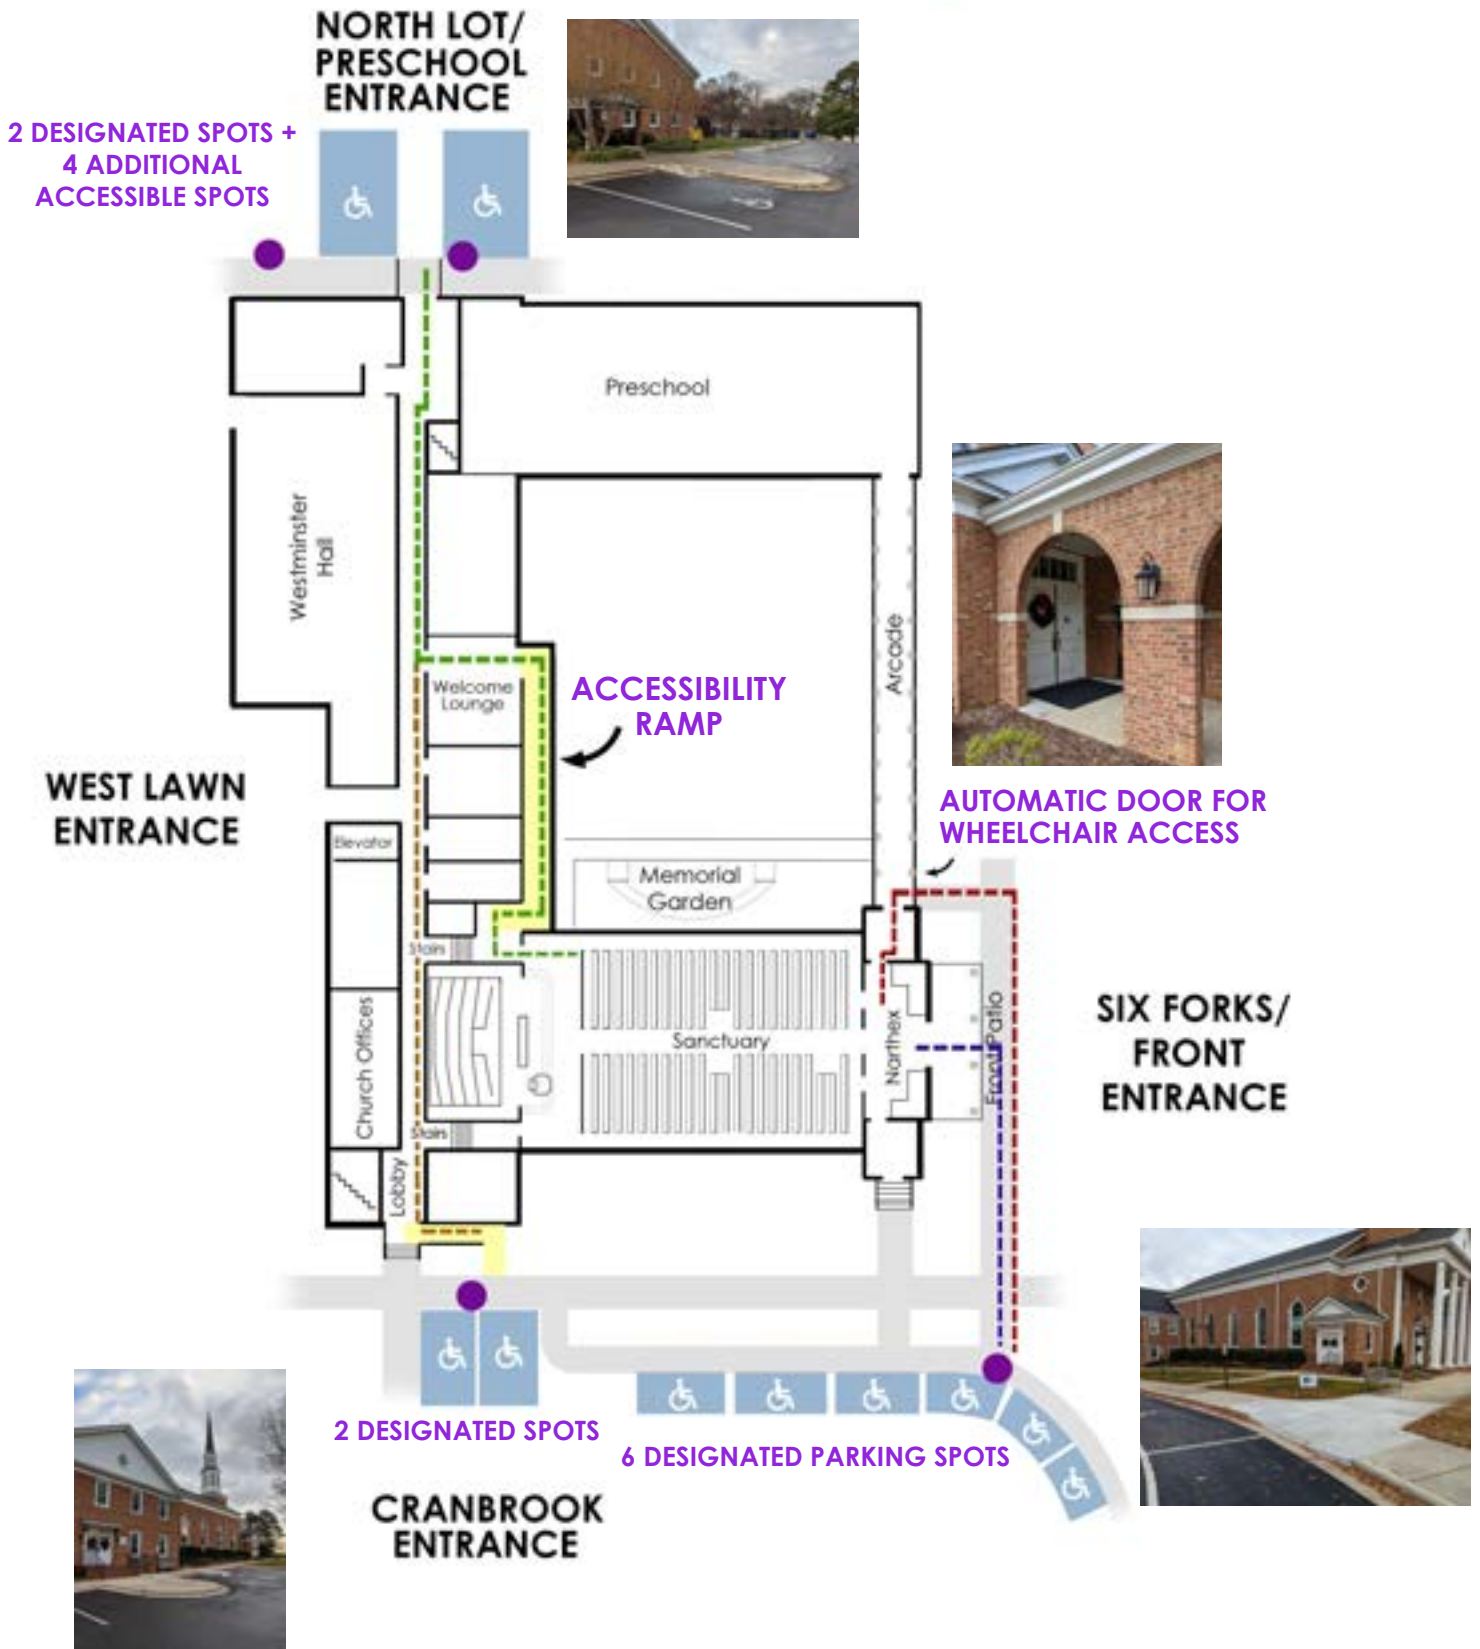 NORTH LOT/
PRESCHOOL
ENTRANCE
2 DESIGNATED SPOTS +
4 ADDITIONAL
ACCESSIBLE SPOTS
Preschool
Westminster
Hall
Arcade
Welcome
Lounge
ACCESSIBILITY
RAMP
WEST LAWN
ENTRANCE
AUTOMATIC DOOR FOR
WHEELCHAIR ACCESS
Elevator
Memorial
Garden
Stairs
Church Offices
Sanctuary
Narthex
Front Patio
SIX FORKS/
FRONT
ENTRANCE
Stairs
Lobby
2 DESIGNATED SPOTS
6 DESIGNATED PARKING SPOTS
CRANBROOK
ENTRANCE